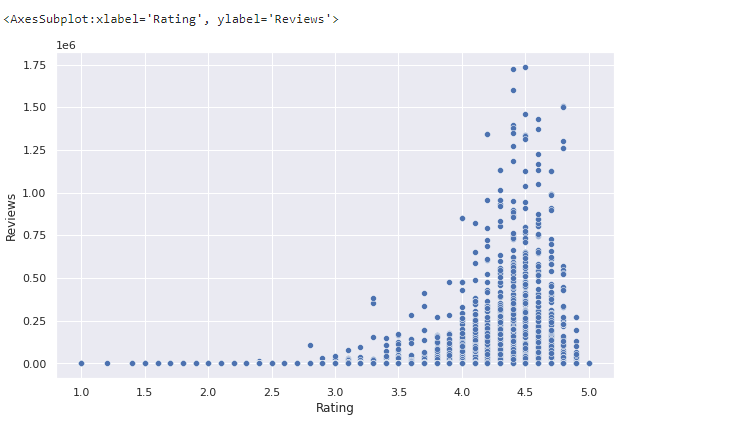 <AxesSubplot:xlabel='Rating', ylabel='Reviews'>
1e6
1.75
1.50
1.25
1.00
0.75
0.50
0.25
0.00
Reviews
1.0 1.5 2.0 2.5 3.0 3.5 4.0 4.5 5.0
Rating